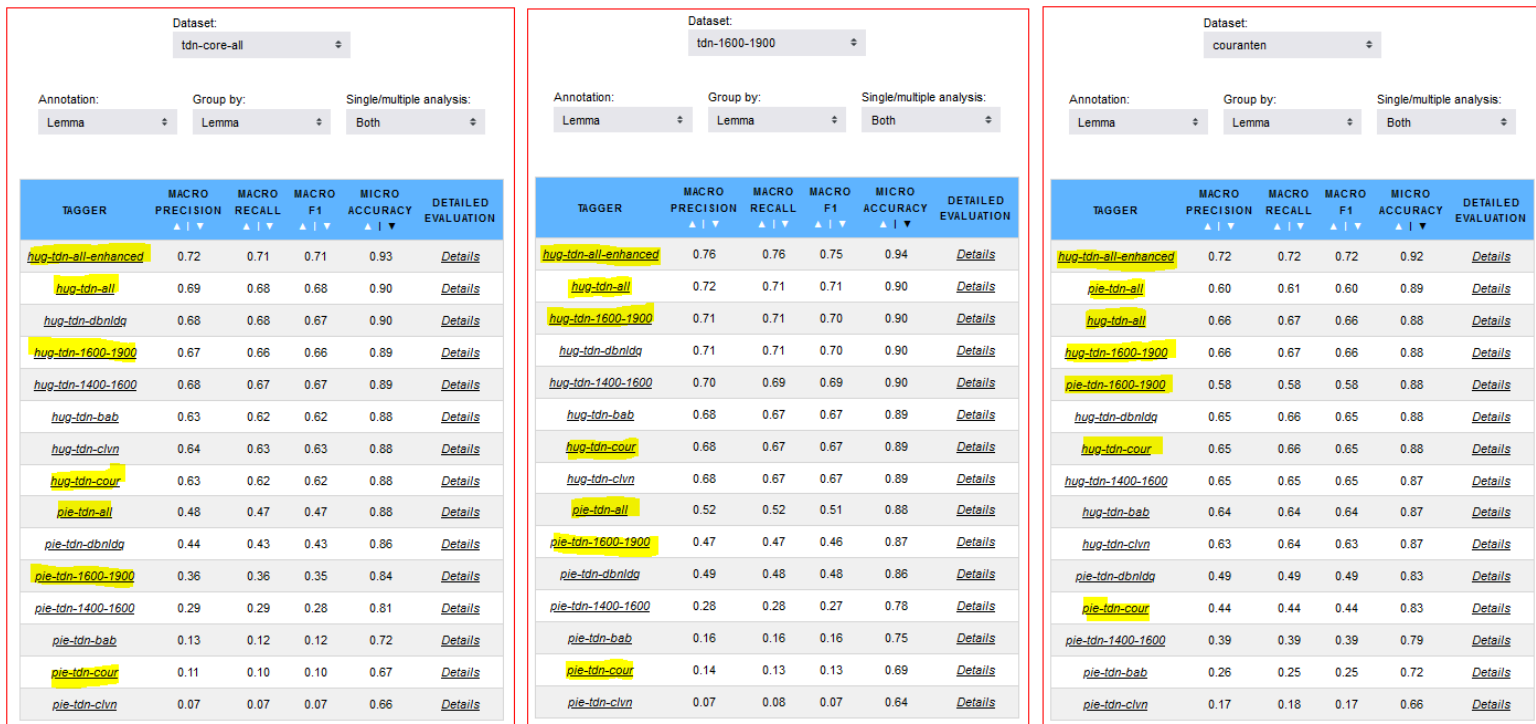 Dataset:
tdn-core-all
Annotation: Group by: Single/multiple analysis:
Lemma Lemma Both
TAGGER MACRO PRECISION MACRO RECALL MACRO F1 MICRO ACCURACY DETAILED EVALUATION
▲ | ▼ ▲ | ▼ ▲ | ▼ ▲ | ▼
hug-tdn-all-enhanced 0.72 0.71 0.71 0.93 Details
hug-tdn-all 0.69 0.68 0.68 0.90 Details
hug-tdn-dbnldq 0.68 0.68 0.67 0.90 Details
hug-tdn-1600-1900 0.67 0.66 0.66 0.89 Details
hug-tdn-1400-1600 0.68 0.67 0.67 0.89 Details
hug-tdn-bab 0.63 0.62 0.62 0.88 Details
hug-tdn-clvn 0.64 0.63 0.63 0.88 Details
hug-tdn-cour 0.63 0.62 0.62 0.88 Details
pie-tdn-all 0.48 0.47 0.47 0.88 Details
pie-tdn-dbnldq 0.44 0.43 0.43 0.86 Details
pie-tdn-1600-1900 0.36 0.36 0.35 0.84 Details
pie-tdn-1400-1600 0.29 0.29 0.28 0.81 Details
pie-tdn-bab 0.13 0.12 0.12 0.72 Details
pie-tdn-cour 0.11 0.10 0.10 0.67 Details
pie-tdn-clvn 0.07 0.07 0.07 0.66 Details
Dataset:
tdn-1600-1900
Annotation: Group by: Single/multiple analysis:
Lemma Lemma Both
TAGGER MACRO PRECISION MACRO RECALL MACRO F1 MICRO ACCURACY DETAILED EVALUATION
▲ | ▼ ▲ | ▼ ▲ | ▼ ▲ | ▼
hug-tdn-all-enhanced 0.76 0.76 0.75 0.94 Details
hug-tdn-all 0.72 0.71 0.71 0.90 Details
hug-tdn-1600-1900 0.71 0.71 0.70 0.90 Details
hug-tdn-dbnldq 0.71 0.71 0.70 0.90 Details
hug-tdn-1400-1600 0.70 0.69 0.69 0.90 Details
hug-tdn-bab 0.68 0.67 0.67 0.89 Details
hug-tdn-cour 0.68 0.67 0.67 0.89 Details
hug-tdn-clvn 0.68 0.67 0.67 0.89 Details
pie-tdn-all 0.52 0.52 0.51 0.88 Details
pie-tdn-1600-1900 0.47 0.47 0.46 0.87 Details
pie-tdn-dbnldq 0.49 0.48 0.48 0.86 Details
pie-tdn-1400-1600 0.28 0.28 0.27 0.78 Details
pie-tdn-bab 0.16 0.16 0.16 0.75 Details
pie-tdn-cour 0.14 0.13 0.13 0.69 Details
pie-tdn-clvn 0.07 0.08 0.07 0.64 Details
Dataset:
couranten
Annotation: Group by: Single/multiple analysis:
Lemma Lemma Both
TAGGER MACRO PRECISION MACRO RECALL MACRO F1 MICRO ACCURACY DETAILED EVALUATION
▲ | ▼ ▲ | ▼ ▲ | ▼ ▲ | ▼
hug-tdn-all-enhanced 0.72 0.72 0.72 0.92 Details
pie-tdn-all 0.60 0.61 0.60 0.89 Details
hug-tdn-all 0.66 0.67 0.66 0.88 Details
hug-tdn-1600-1900 0.66 0.67 0.66 0.88 Details
pie-tdn-1600-1900 0.58 0.58 0.58 0.88 Details
hug-tdn-dbnldq 0.65 0.66 0.65 0.88 Details
hug-tdn-cour 0.65 0.66 0.65 0.88 Details
hug-tdn-1400-1600 0.65 0.65 0.65 0.87 Details
hug-tdn-bab 0.64 0.64 0.64 0.87 Details
hug-tdn-clvn 0.63 0.64 0.63 0.87 Details
pie-tdn-dbnldq 0.49 0.49 0.49 0.83 Details
pie-tdn-cour 0.44 0.44 0.44 0.83 Details
pie-tdn-1400-1600 0.39 0.39 0.39 0.79 Details
pie-tdn-bab 0.26 0.25 0.25 0.72 Details
pie-tdn-clvn 0.17 0.18 0.17 0.66 Details